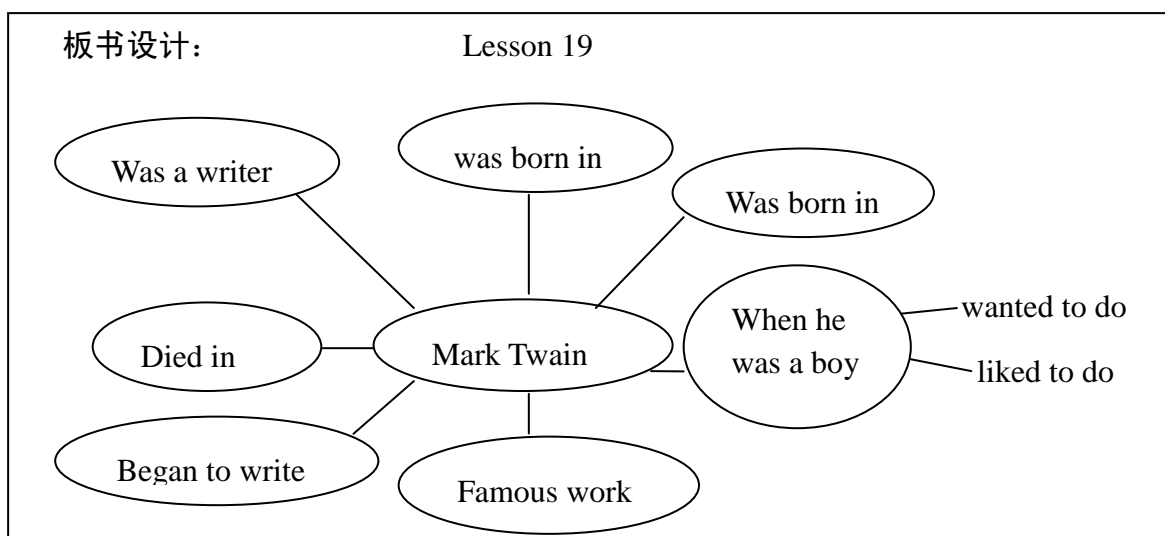 板书设计： Lesson 19
Was a writer
was born in
Was born in
When he
was a boy
wanted to do
liked to do
Died in
Mark Twain
Began to write
Famous work